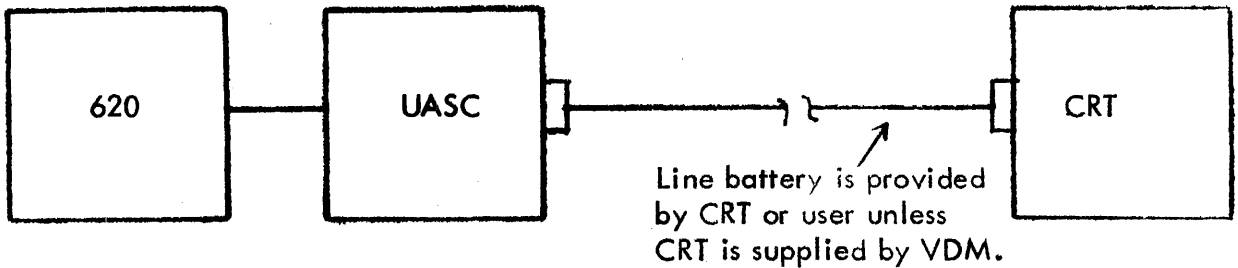 620
UASC
CRT
Line battery is provided
by CRT or user unless
CRT is supplied by VDM.